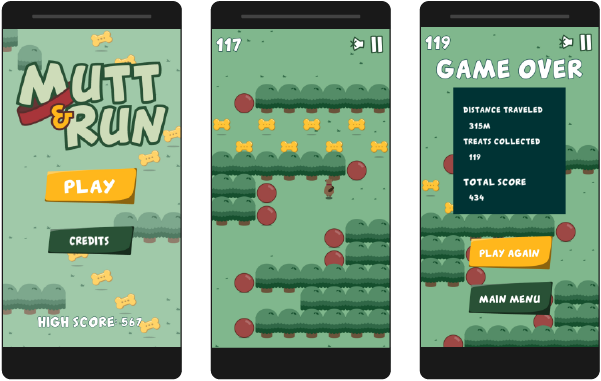 MUTT
& RUN
PLAY
CREDITS
HIGH SCORE: 567
117
119
GAME OVER
DISTANCE TRAVELED
315M
TREATS COLLECTED
119
TOTAL SCORE
434
PLAY AGAIN
MAIN MENU